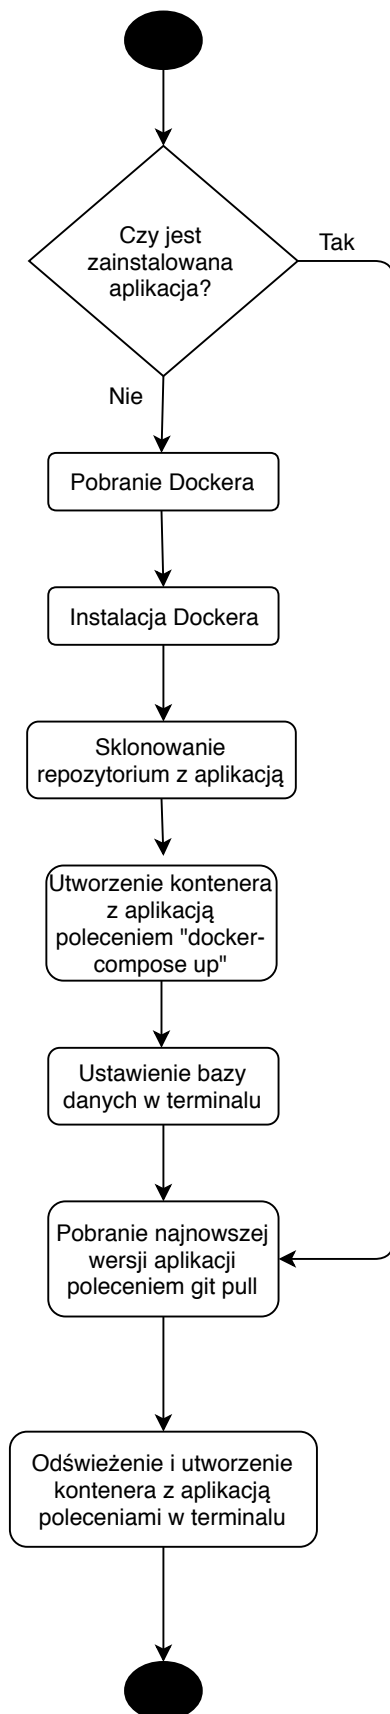 Czy jest
zainstalowana
aplikacja?
Tak
Nie
Pobranie Dockera
Instalacja Dockera
Sklonowanie
repozytorium z aplikacją
Utworzenie kontenera
z aplikacją
poleceniem "docker-
compose up"
Ustawienie bazy
danych w terminalu
Pobranie najnowszej
wersji aplikacji
poleceniem git pull
Odświeżenie i utworzenie
kontenera z aplikacją
poleceniami w terminalu